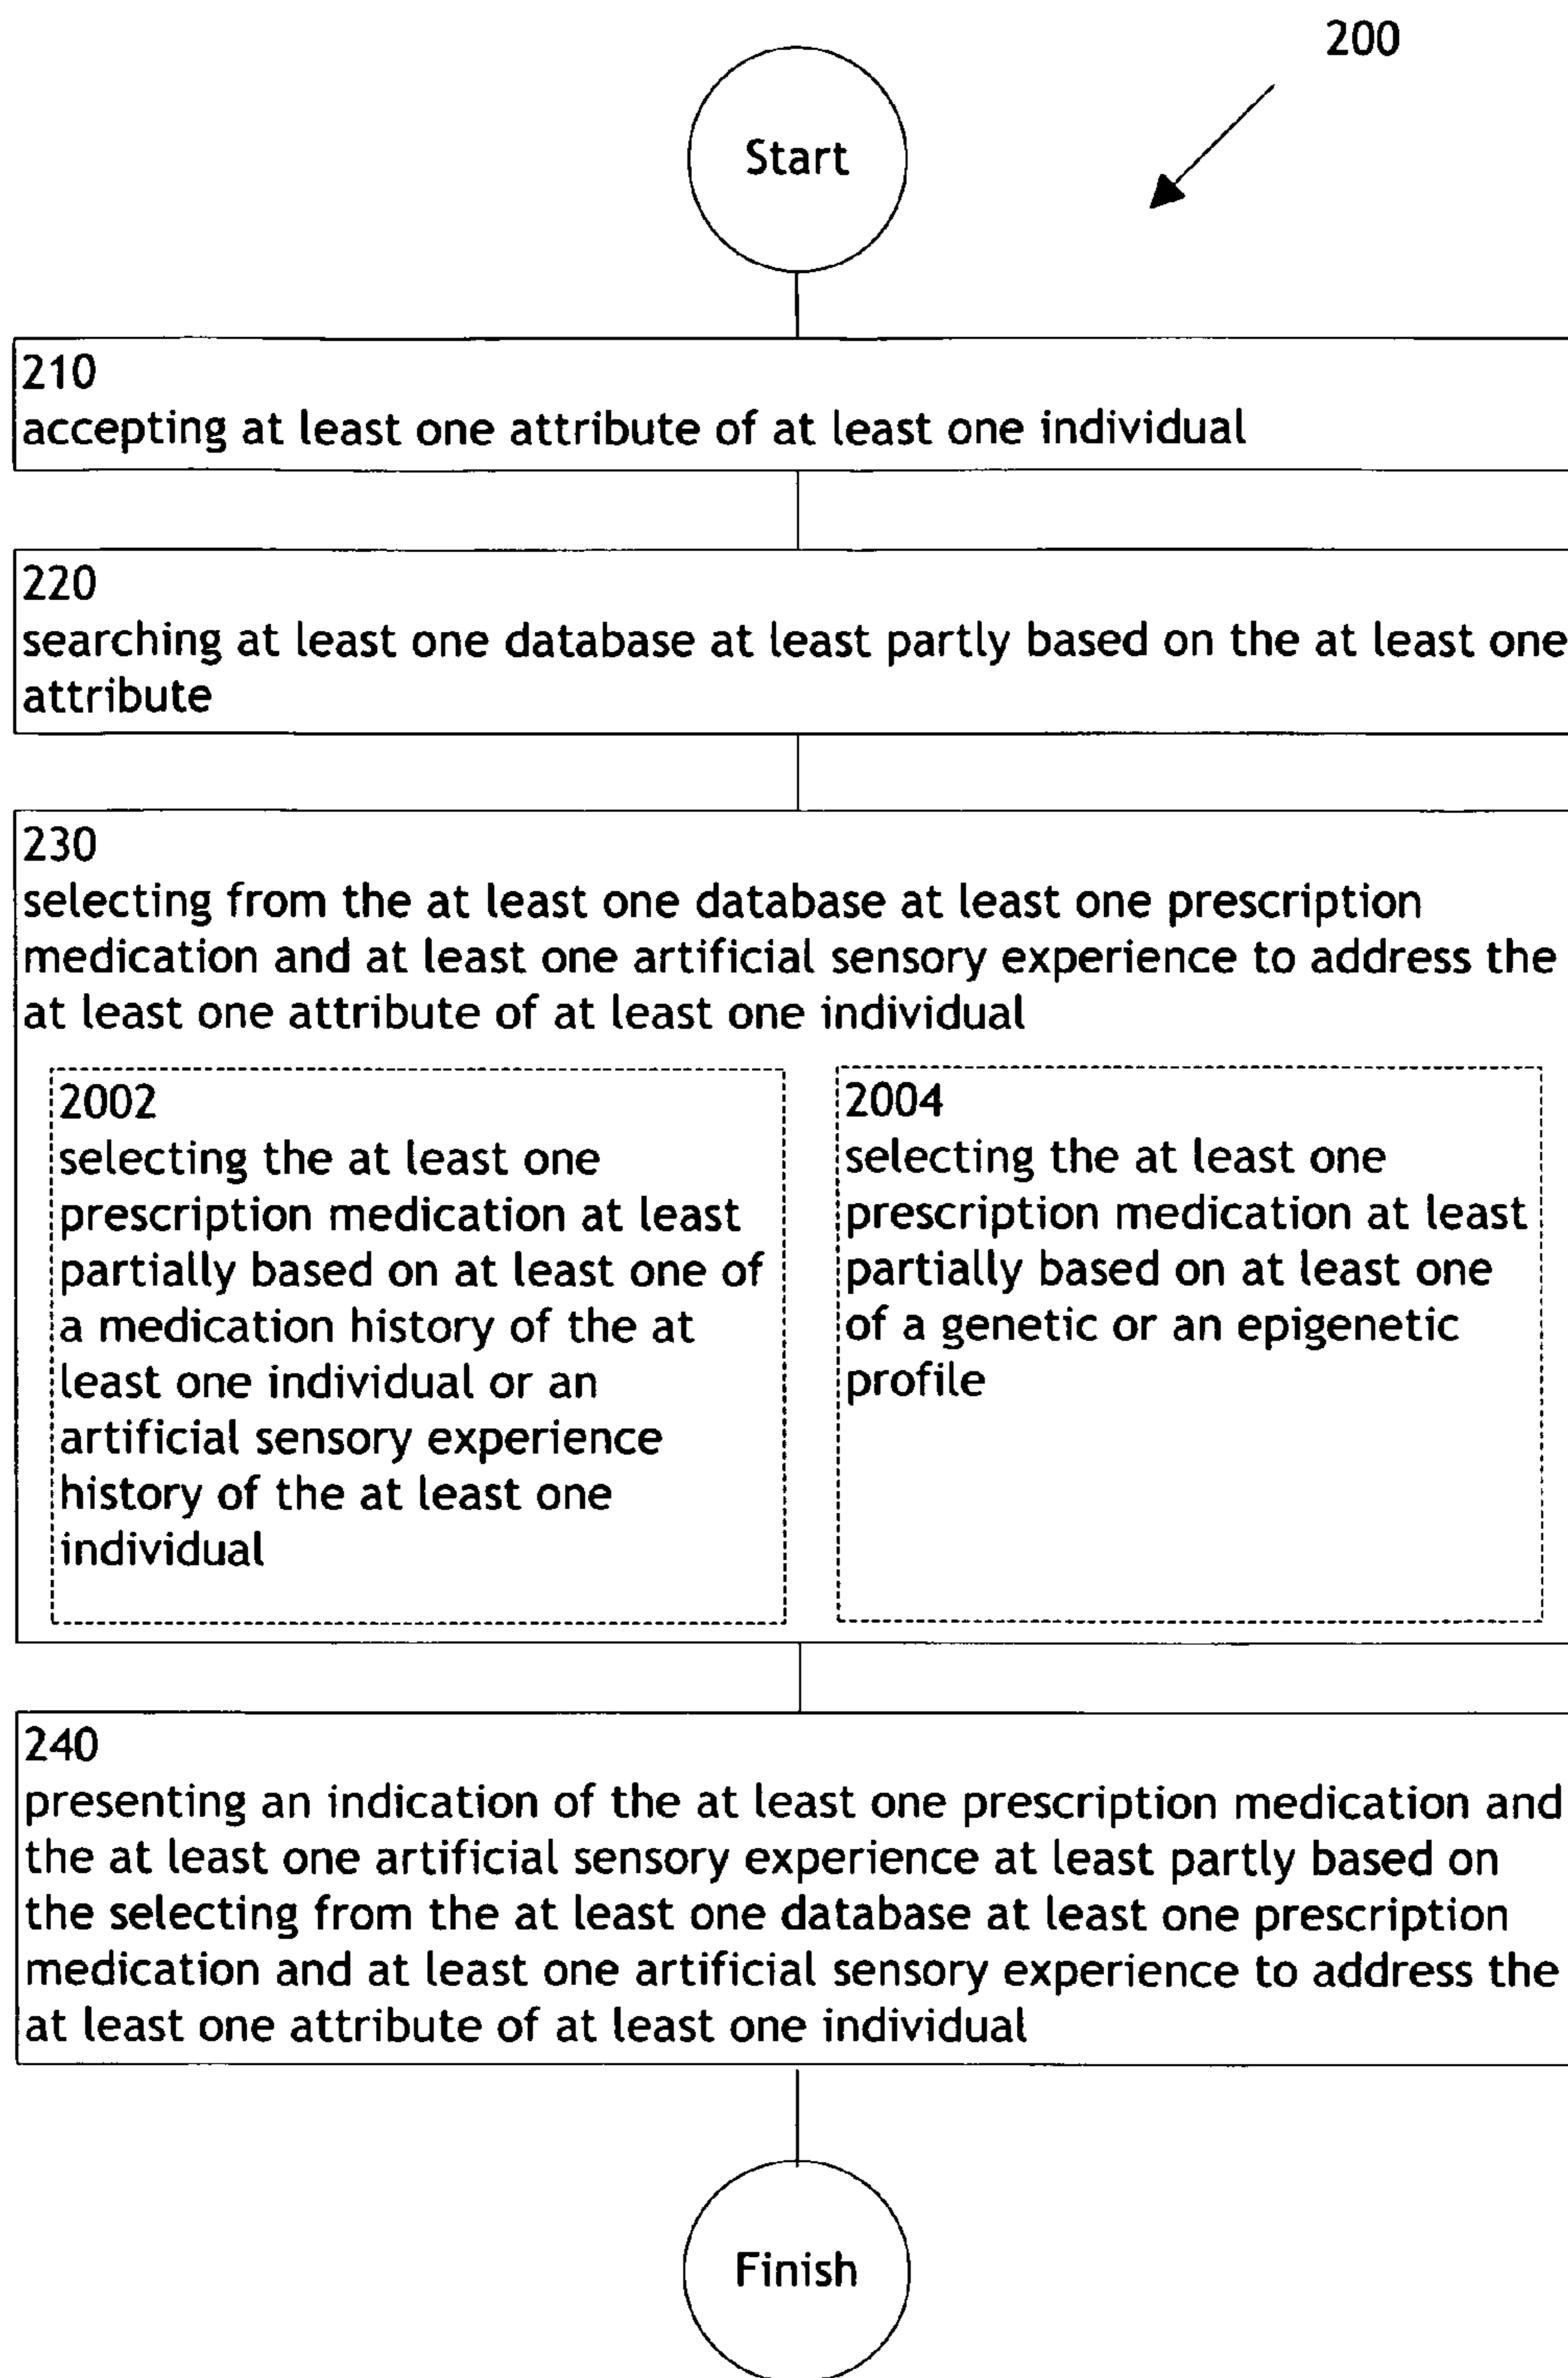 200
Start
210
accepting at least one attribute of at least one individual
220
searching at least one database at least partly based on the at least one
attribute
230
selecting from the at least one database at least one prescription
medication and at least one artificial sensory experience to address the
at least one attribute of at least one individual
2002
selecting the at least one
prescription medication at least
partially based on at least one of
a medication history of the at
least one individual or an
artificial sensory experience
history of the at least one
individual
2004
selecting the at least one
prescription medication at least
partially based on at least one
of a genetic or an epigenetic
profile
240
presenting an indication of the at least one prescription medication and
the at least one artificial sensory experience at least partly based on
the selecting from the at least one database at least one prescription
medication and at least one artificial sensory experience to address the
at least one attribute of at least one individual
Finish